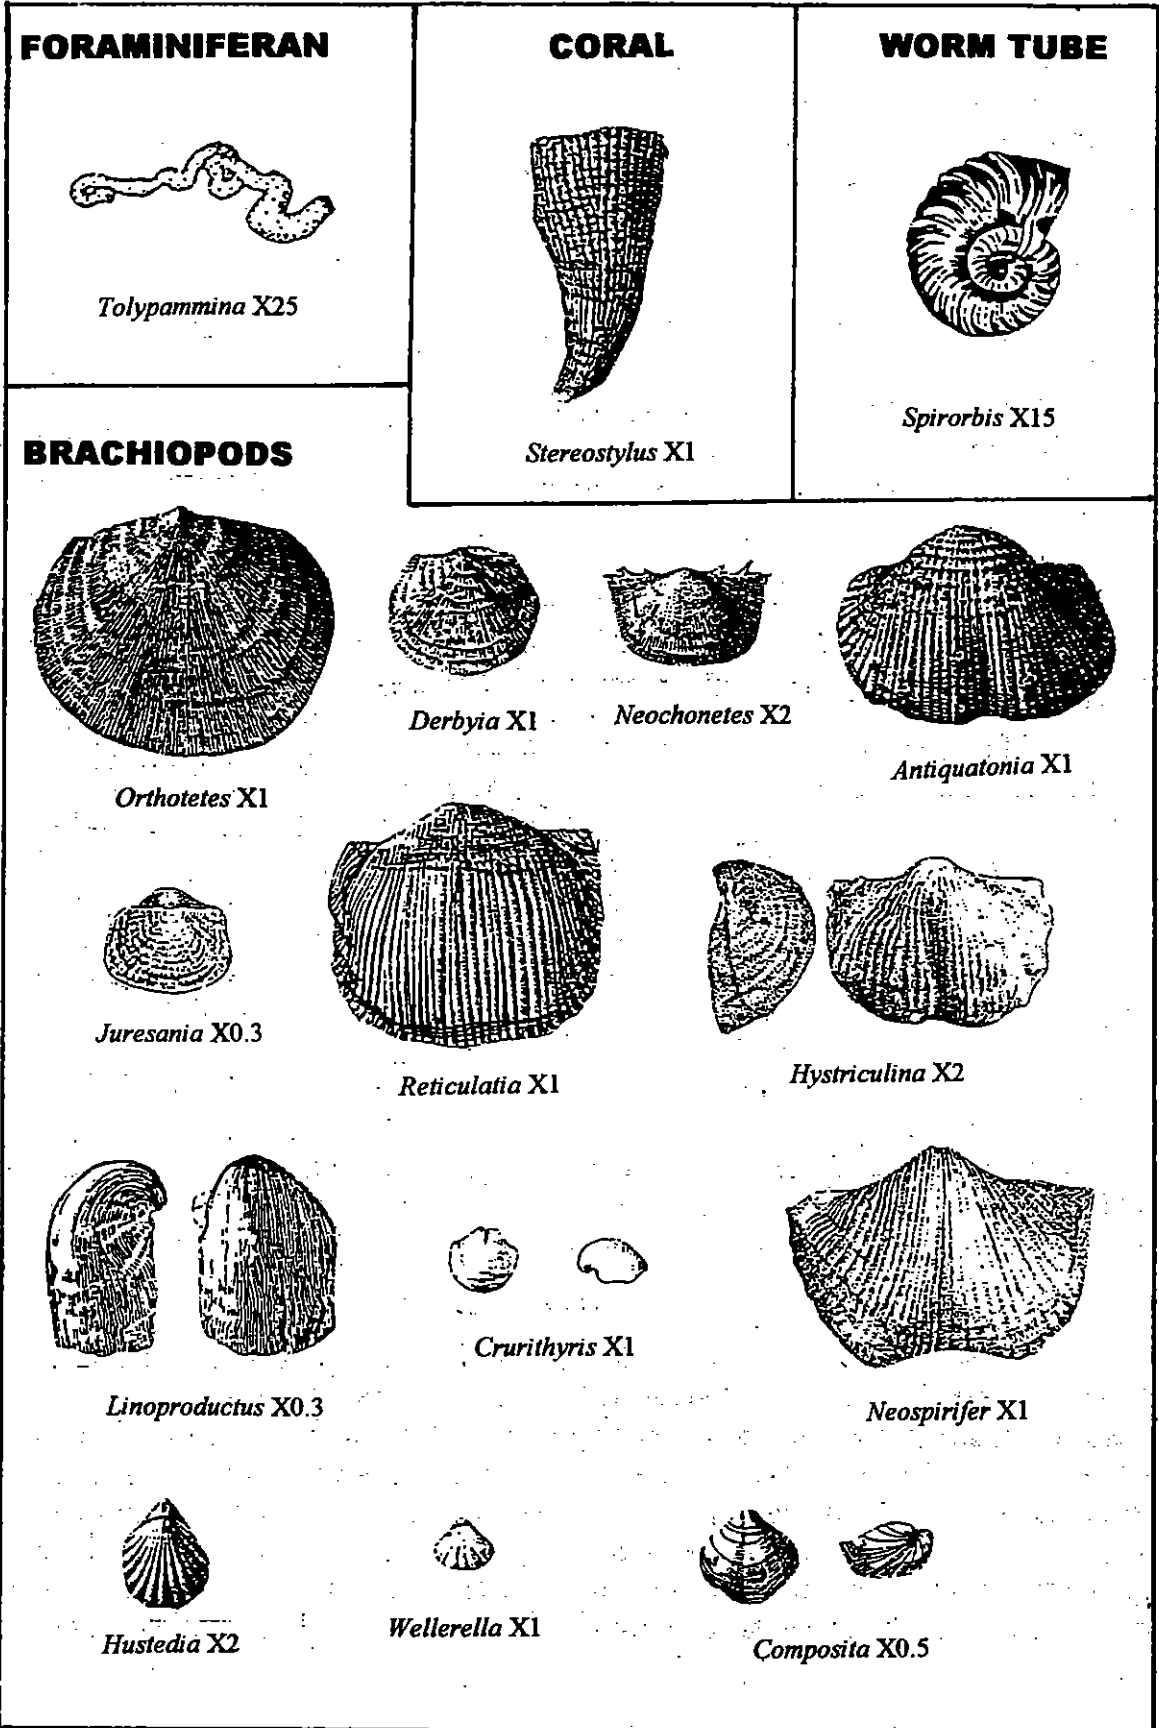 FORAMINIFERAN
CORAL
WORM TUBE
Tolypammina X25
Stereostylus X1
Spirorbis X15
BRACHIOPODS
Orthotetes X1
Derbyia X1
Neochonetes X2
Antiquatonia X1
Juresania X0.3
Reticulatia X1
Hystriculina X2
Linoproductus X0.3
Crurithyris X1
Neospirifer X1
Hustedia X2
Wellerella X1
Composita X0.5